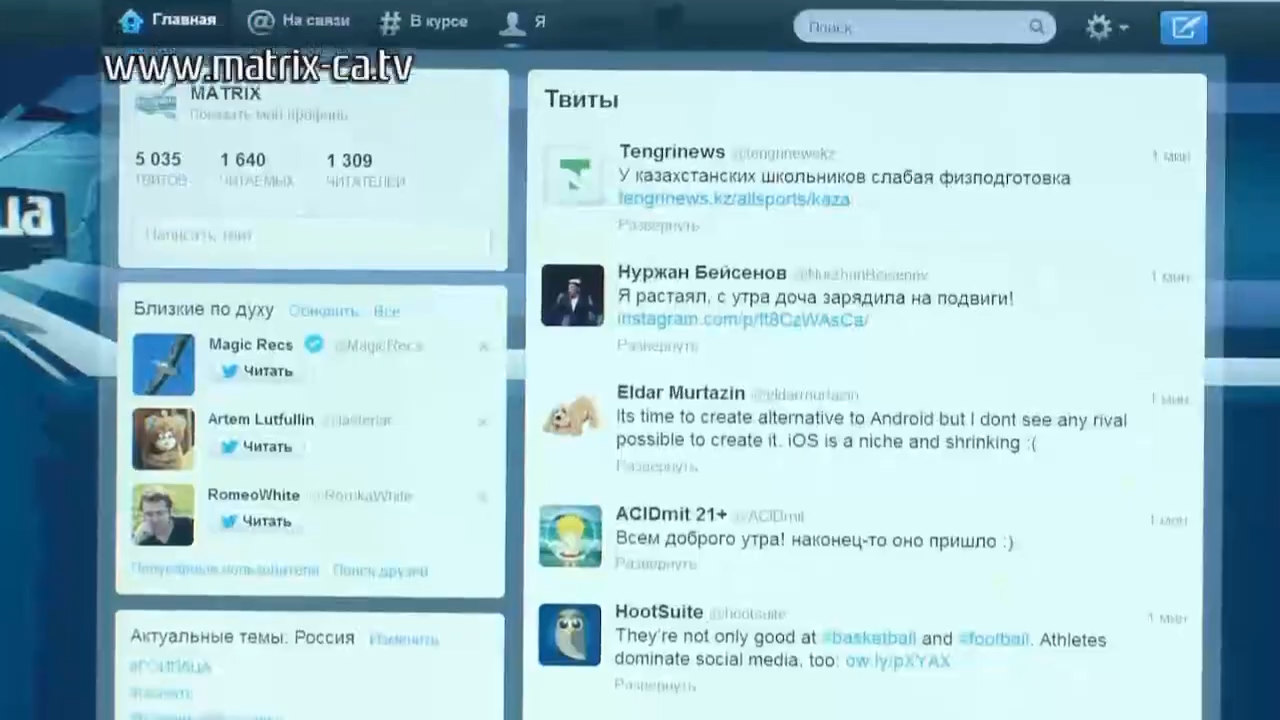 Главная
На связи
В курсе
Я
Поиск
www.matrix-ca.tv
ца
MATRIX
Показать мой профиль
5 035 1 640 1 309
ТВИТОВ ЧИТАЕМЫХ ЧИТАТЕЛЕЙ
Написать твит
Близкие по духу Обновить Все
Magic Recs @MagicRecs
Читать
Artem Lutfullin
Читать
RomeoWhite @RomkaWhite
Читать
Популярные пользователи Поиск друзей
Актуальные темы: Россия Изменить
Твиты
Tengrinews @tengrinewskz 1 мин
У казахстанских школьников слабая физподготовка
tengrinews.kz/allsports/kaza
Развернуть
Нуржан Бейсенов @NurzhanBeisenov 1 мин
Я растаял, с утра доча зарядила на подвиги!
instagram.com/p/ft8CzWAsCa/
Развернуть
Eldar Murtazin @eldarmurtazin 1 мин
Its time to create alternative to Android but I dont see any rival
possible to create it. iOS is a niche and shrinking :(
Развернуть
ACIDmit 21+ @ACIDmit 1 мин
Всем доброго утра! наконец-то оно пришло :)
Развернуть
HootSuite @hootsuite 1 мин
They're not only good at #basketball and #football. Athletes
dominate social media, too: ow.ly/pXYAX
Развернуть